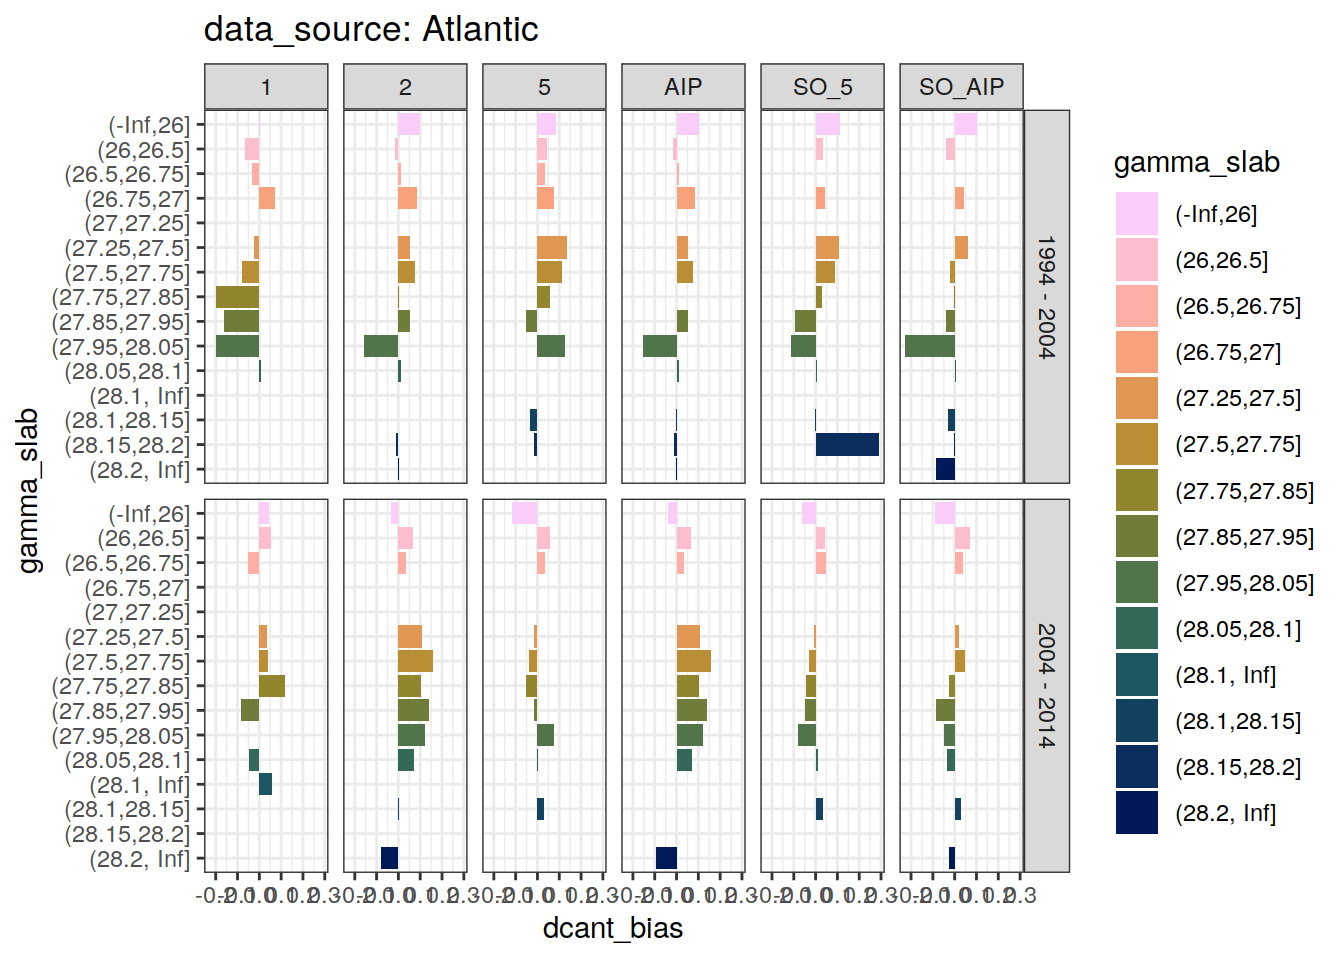 data_source: Atlantic
1 2 5 AIP SO_5 SO_AIP
(-Inf,26]
(26,26.5]
(26.5,26.75]
(26.75,27]
(27,27.25]
(27.25,27.5]
(27.5,27.75]
(27.75,27.85]
(27.85,27.95]
(27.95,28.05]
(28.05,28.1]
(28.1, Inf]
(28.1,28.15]
(28.15,28.2]
(28.2, Inf]
1994 - 2004
(-Inf,26]
(26,26.5]
(26.5,26.75]
(26.75,27]
(27,27.25]
(27.25,27.5]
(27.5,27.75]
(27.75,27.85]
(27.85,27.95]
(27.95,28.05]
(28.05,28.1]
(28.1, Inf]
(28.1,28.15]
(28.15,28.2]
(28.2, Inf]
2004 - 2014
gamma_slab
dcant_bias
gamma_slab
(-Inf,26]
(26,26.5]
(26.5,26.75]
(26.75,27]
(27.25,27.5]
(27.5,27.75]
(27.75,27.85]
(27.85,27.95]
(27.95,28.05]
(28.05,28.1]
(28.1, Inf]
(28.1,28.15]
(28.15,28.2]
(28.2, Inf]